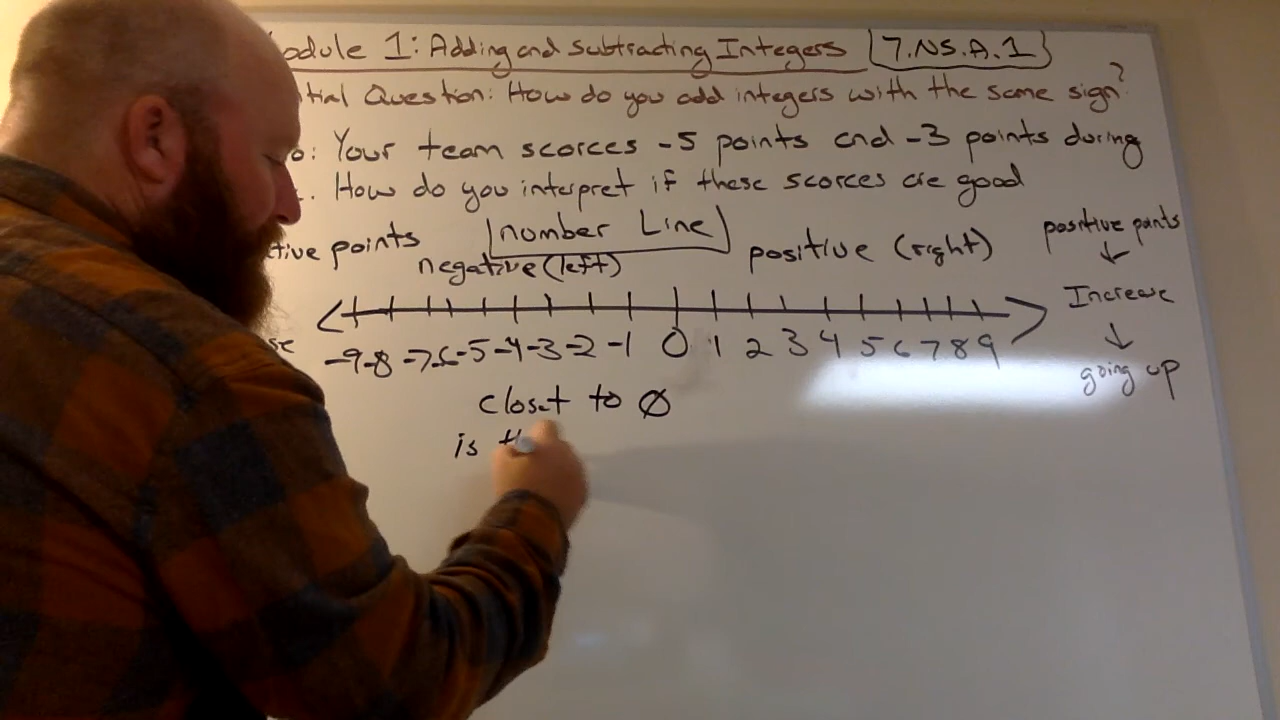 odule 1: Adding and Subtracting Integers 7.NS.A.1
tial Question: How do you add integers with the same sign?
o: Your team scorces -5 points and -3 points during
. How do you interpret if these scorces are good
tive points number Line positive points
negative (left) positive (right)
Increase
se -9 -8 -7 -6 -5 -4 -3 -2 -1 0 1 2 3 4 5 6 7 8 9
going up
closet to 0
is th